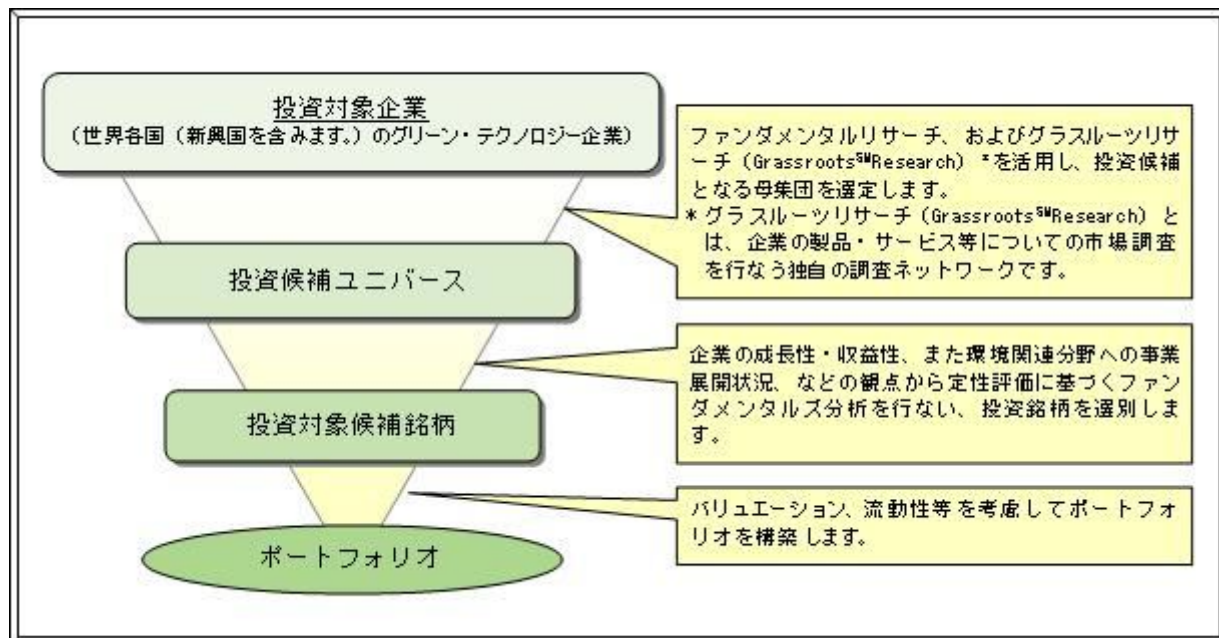 投資対象企業
(世界各国(新興国を含みます。)のグリーン・テクノロジー企業)
ファンダメンタルリサーチ、およびグラスルーツリサ
ーチ(Grassroots℠Research)*を活用し、投資候補
となる母集団を選定します。
*グラスルーツリサーチ(Grassroots℠Research)と
は、企業の製品・サービス等についての市場調査
を行なう独自の調査ネットワークです。
投資候補ユニバース
企業の成長性・収益性、また環境関連分野への事業
展開状況、などの観点から定性評価に基づくファン
ダメンタルズ分析を行ない、投資銘柄を選別しま
す。
投資対象候補銘柄
バリュエーション、流動性等を考慮してポートフォ
リオを構築します。
ポートフォリオ